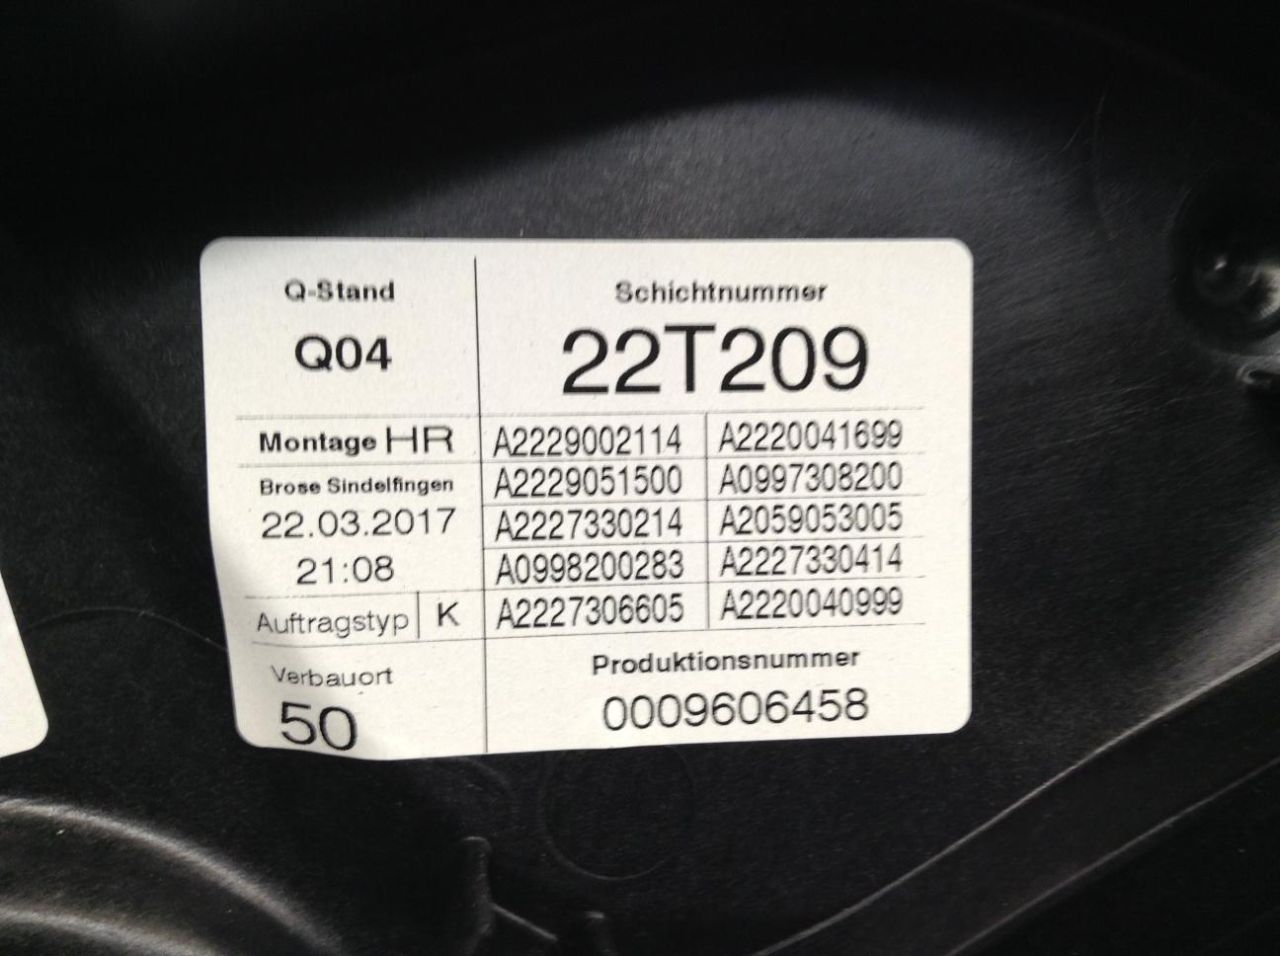 Q-Stand
Q04
Schichtnummer
22T209
Montage HR
Brose Sindelfingen
22.03.2017
21:08
Auftragstyp K
Verbauort
50
A2229002114 A2220041699
A2229051500 A0997308200
A2227330214 A2059053005
A0998200283 A2227330414
A2227306605 A2220040999
Produktionsnummer
0009606458